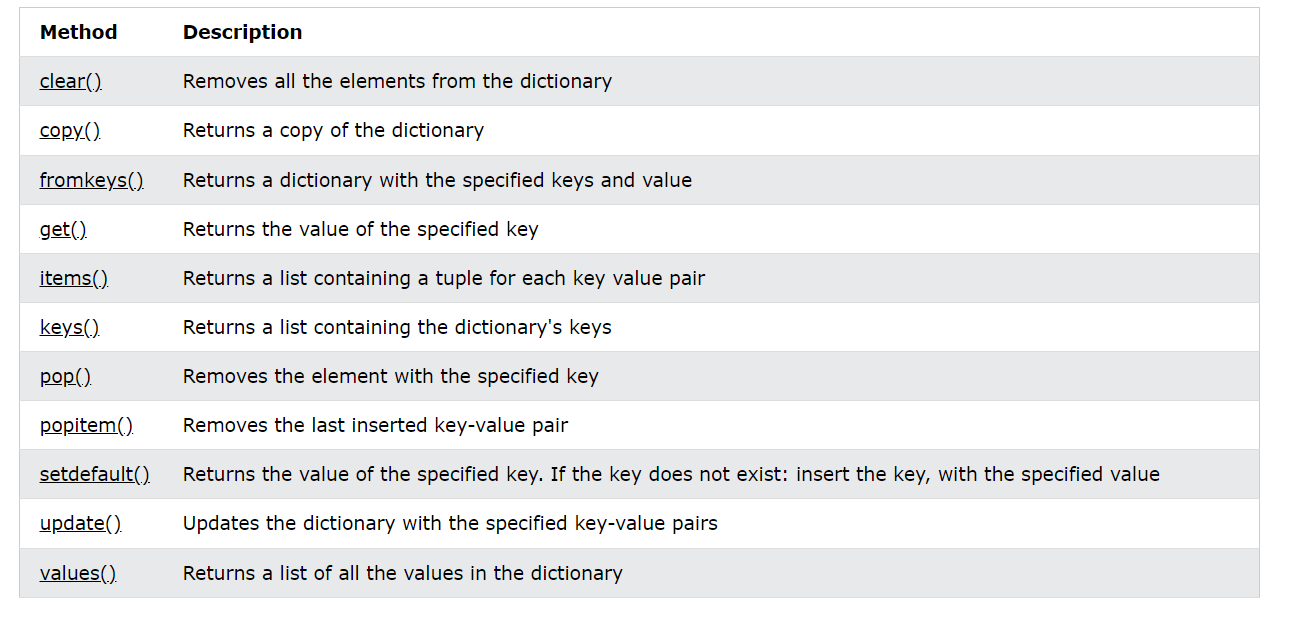 Method Description
clear() Removes all the elements from the dictionary
copy() Returns a copy of the dictionary
fromkeys() Returns a dictionary with the specified keys and value
get() Returns the value of the specified key
items() Returns a list containing a tuple for each key value pair
keys() Returns a list containing the dictionary's keys
pop() Removes the element with the specified key
popitem() Removes the last inserted key-value pair
setdefault() Returns the value of the specified key. If the key does not exist: insert the key, with the specified value
update() Updates the dictionary with the specified key-value pairs
values() Returns a list of all the values in the dictionary